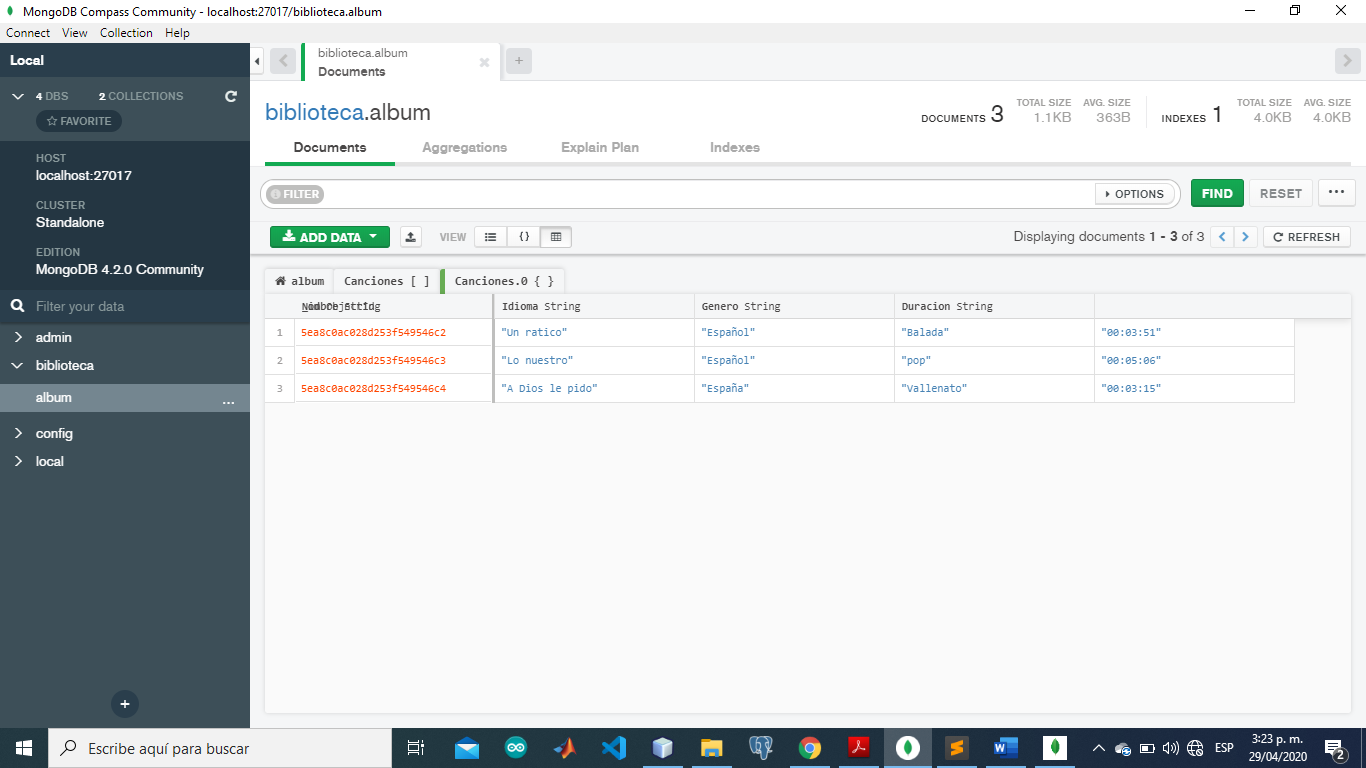 MongoDB Compass Community - localhost:27017/biblioteca.album
Connect View Collection Help
Local
4 DBS 2 COLLECTIONS
FAVORITE
HOST
localhost:27017
CLUSTER
Standalone
EDITION
MongoDB 4.2.0 Community
Filter your data
admin
biblioteca
album ...
config
local
+
biblioteca.album
Documents
+
biblioteca.album
DOCUMENTS 3 TOTAL SIZE 1.1KB AVG. SIZE 363B INDEXES 1 TOTAL SIZE 4.0KB AVG. SIZE 4.0KB
Documents Aggregations Explain Plan Indexes
FILTER OPTIONS FIND RESET ...
ADD DATA VIEW {} Displaying documents 1 - 3 of 3 REFRESH
album Canciones [ ] Canciones.0 { }
Idioma String Genero String Duracion String
1 5ea8c0ac028d253f549546c2 "Un ratico" "Español" "Balada" "00:03:51"
2 5ea8c0ac028d253f549546c3 "Lo nuestro" "Español" "pop" "00:05:06"
3 5ea8c0ac028d253f549546c4 "A Dios le pido" "España" "Vallenato" "00:03:15"
Escribe aquí para buscar
ESP
3:23 p. m.
29/04/2020
2